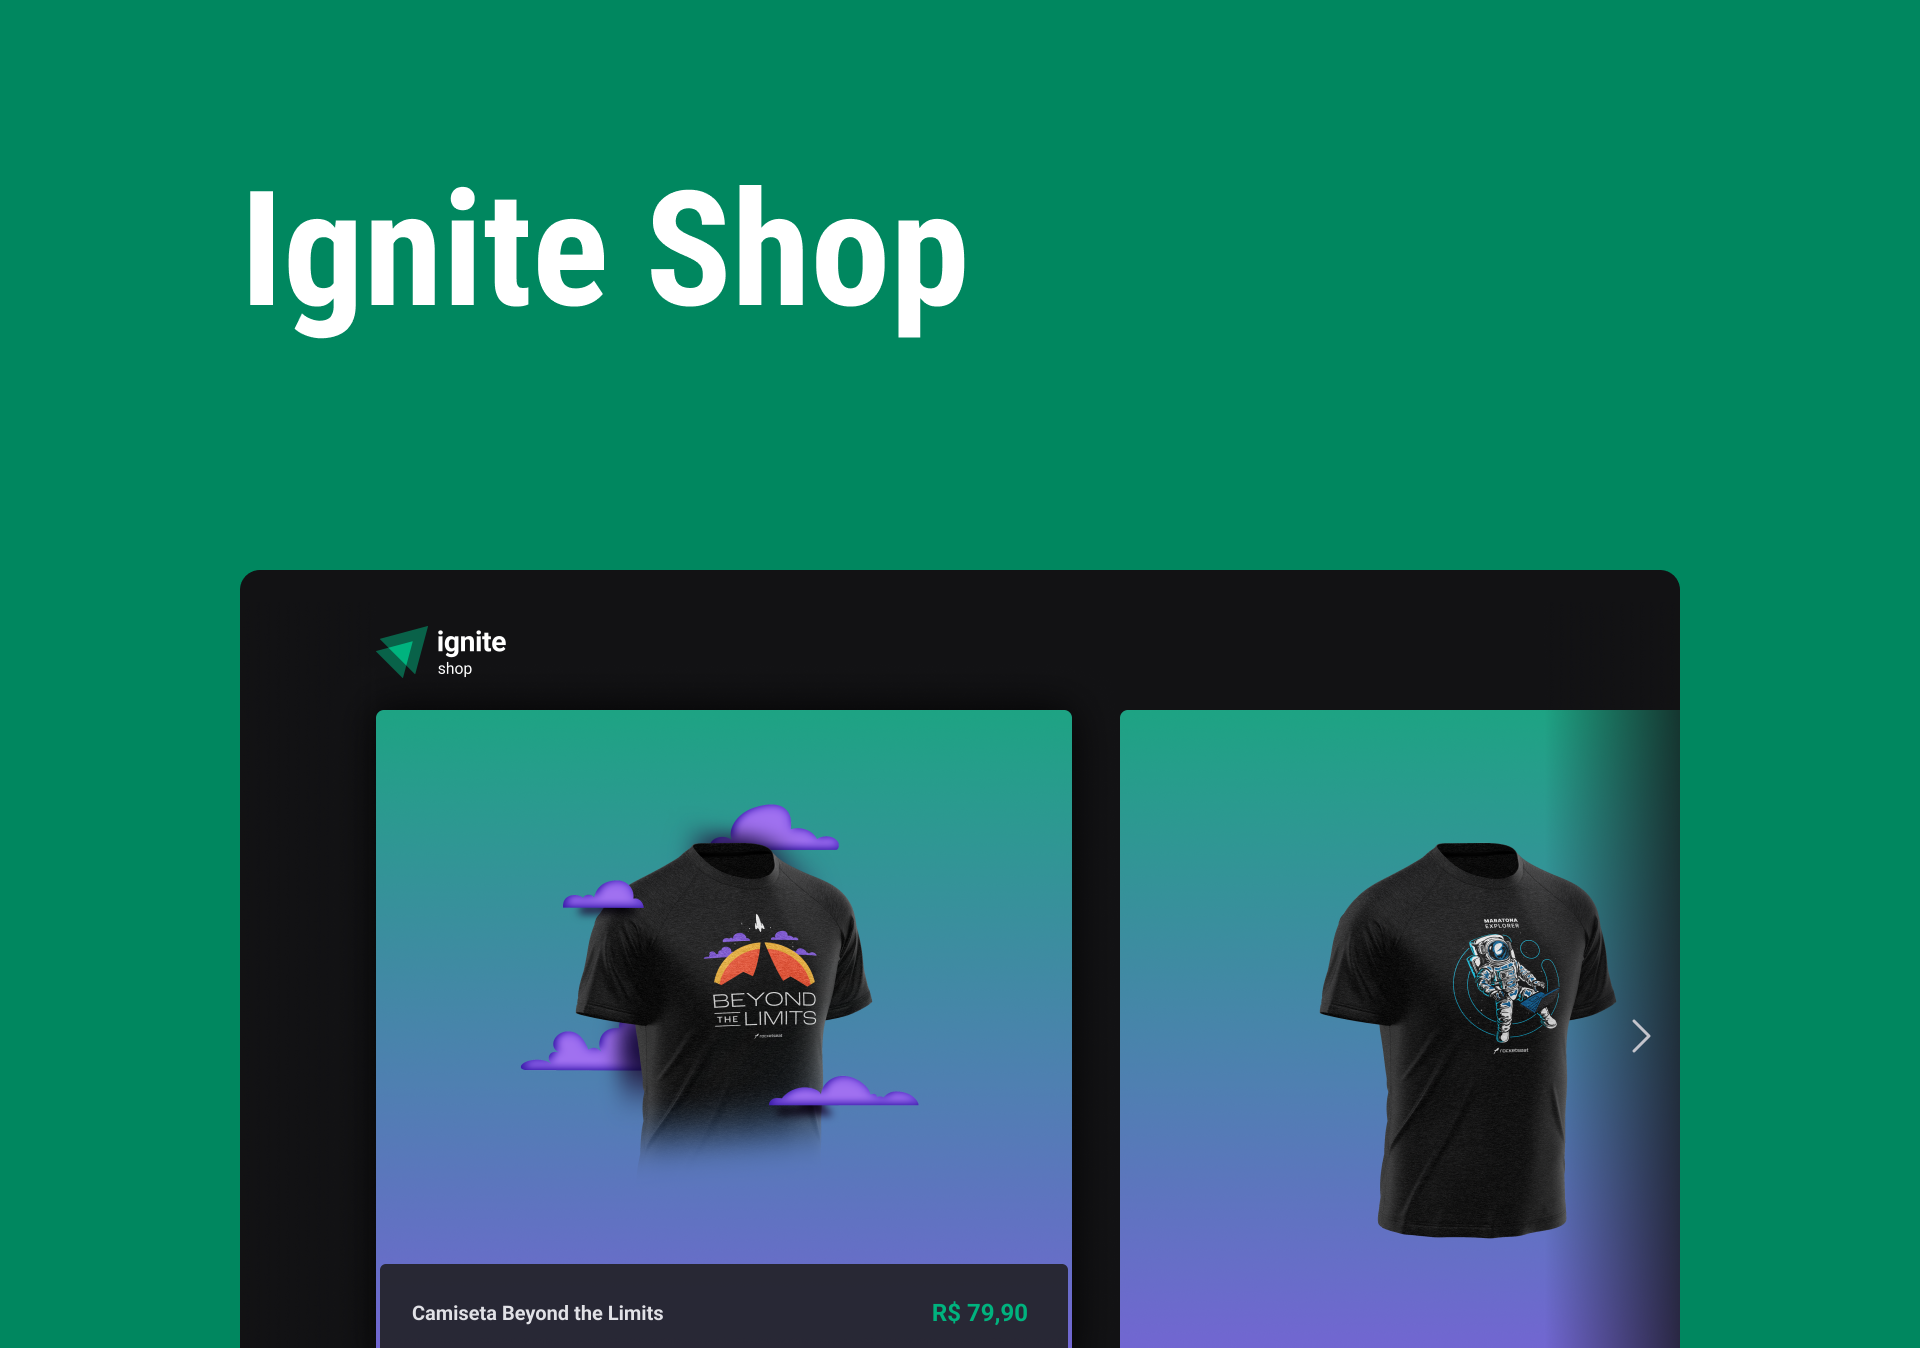 Ignite Shop
ignite
shop
BEYOND
THE LIMITS
rocketseat
MARATONA
EXPLORER
rocketseat
Camiseta Beyond the Limits
R$ 79,90